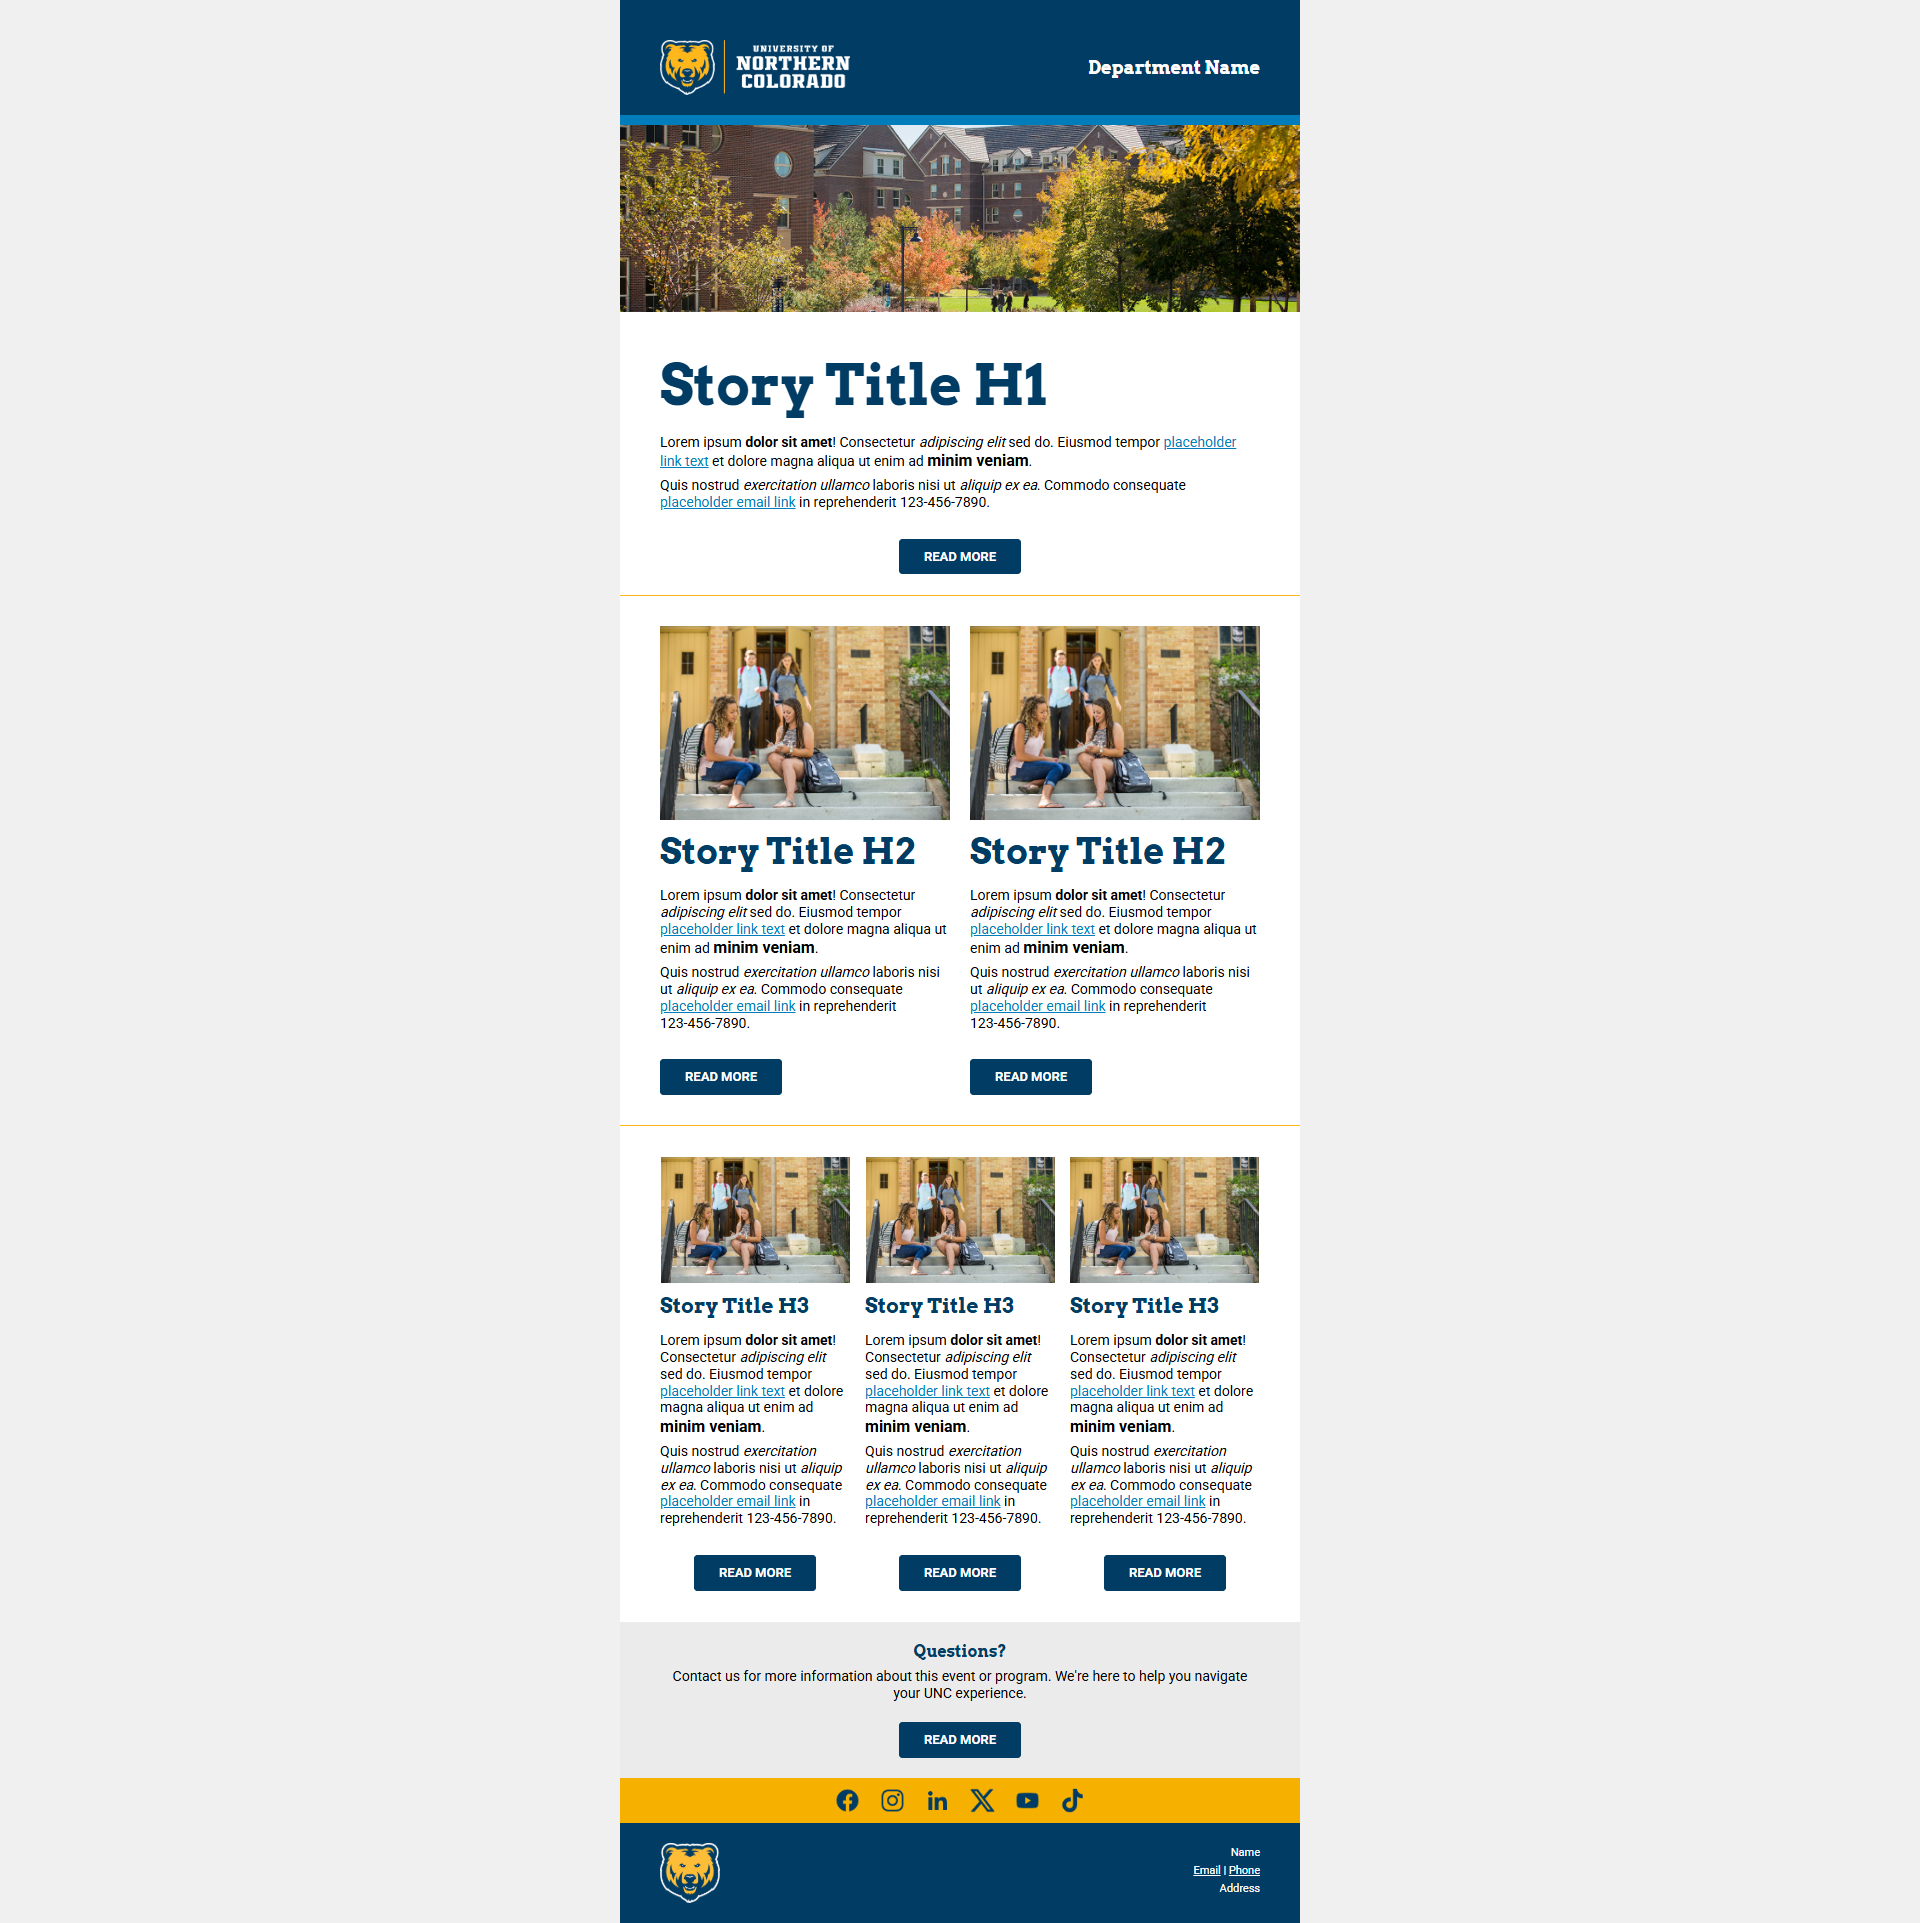 UNIVERSITY OF
NORTHERN
COLORADO
Department Name
Story Title H1
Lorem ipsum dolor sit amet! Consectetur adipiscing elit sed do. Eiusmod tempor placeholder
link text et dolore magna aliqua ut enim ad minim veniam.
Quis nostrud exercitation ullamco laboris nisi ut aliquip ex ea. Commodo consequate
placeholder email link in reprehenderit 123-456-7890.
READ MORE
Story Title H2
Lorem ipsum dolor sit amet! Consectetur
adipiscing elit sed do. Eiusmod tempor
placeholder link text et dolore magna aliqua ut
enim ad minim veniam.
Quis nostrud exercitation ullamco laboris nisi
ut aliquip ex ea. Commodo consequate
placeholder email link in reprehenderit
123-456-7890.
READ MORE
Story Title H2
Lorem ipsum dolor sit amet! Consectetur
adipiscing elit sed do. Eiusmod tempor
placeholder link text et dolore magna aliqua ut
enim ad minim veniam.
Quis nostrud exercitation ullamco laboris nisi
ut aliquip ex ea. Commodo consequate
placeholder email link in reprehenderit
123-456-7890.
READ MORE
Story Title H3
Lorem ipsum dolor sit amet!
Consectetur adipiscing elit
sed do. Eiusmod tempor
placeholder link text et dolore
magna aliqua ut enim ad
minim veniam.
Quis nostrud exercitation
ullamco laboris nisi ut aliquip
ex ea. Commodo consequate
placeholder email link in
reprehenderit 123-456-7890.
READ MORE
Story Title H3
Lorem ipsum dolor sit amet!
Consectetur adipiscing elit
sed do. Eiusmod tempor
placeholder link text et dolore
magna aliqua ut enim ad
minim veniam.
Quis nostrud exercitation
ullamco laboris nisi ut aliquip
ex ea. Commodo consequate
placeholder email link in
reprehenderit 123-456-7890.
READ MORE
Story Title H3
Lorem ipsum dolor sit amet!
Consectetur adipiscing elit
sed do. Eiusmod tempor
placeholder link text et dolore
magna aliqua ut enim ad
minim veniam.
Quis nostrud exercitation
ullamco laboris nisi ut aliquip
ex ea. Commodo consequate
placeholder email link in
reprehenderit 123-456-7890.
READ MORE
Questions?
Contact us for more information about this event or program. We're here to help you navigate
your UNC experience.
READ MORE
Name
Email | Phone
Address